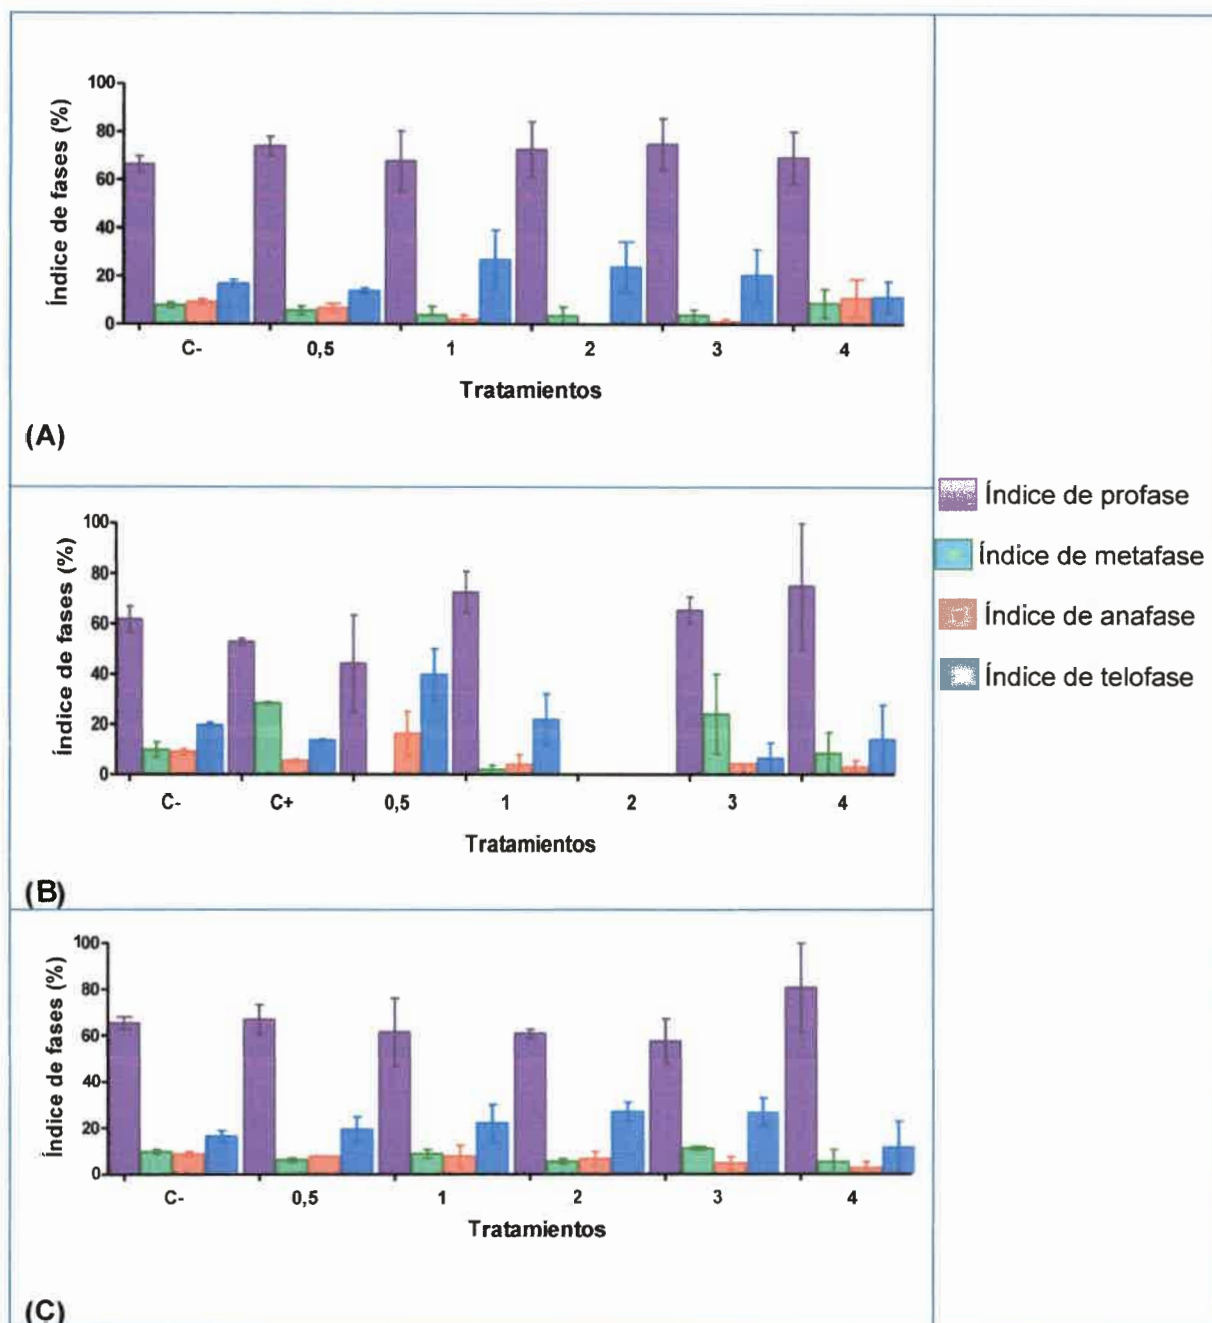 Índice de fases (%)
100
80
60
40
20
0
C- 0,5 1 2 3 4
Tratamientos
(A)
Índice de fases (%)
100
80
60
40
20
0
C- C+ 0,5 1 2 3 4
Tratamientos
(B)
Índice de fases (%)
100
80
60
40
20
0
C- 0,5 1 2 3 4
Tratamientos
(C)
Índice de profase
Índice de metafase
Índice de anafase
Índice de telofase